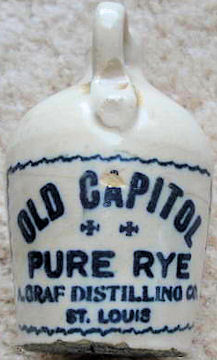 OLD CAPITOL
PURE RYE
A.GRAF DISTILLING CO
ST. LOUIS